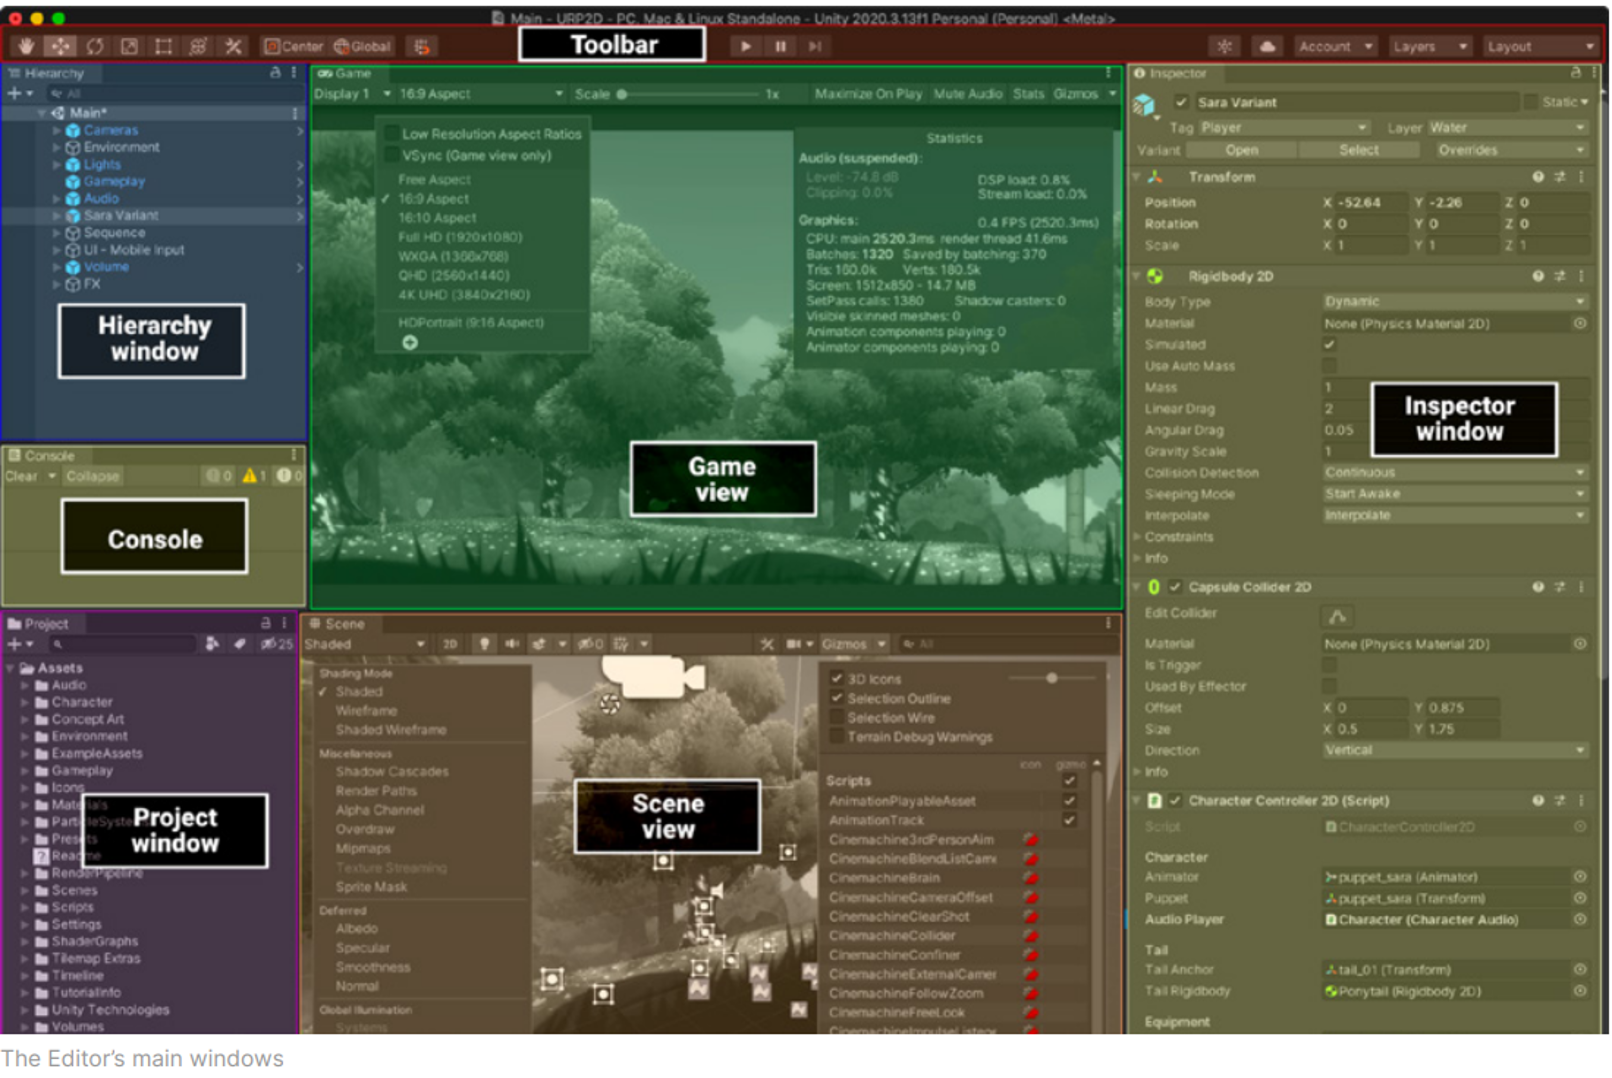 Main - URP2D - PC, Mac & Linux Standalone - Unity 2020.3.13f1 Personal (Personal) <Metal>
Center Global
Toolbar
Account Layers Layout
Hierarchy
All
Main*
Cameras
Environment
Lights
Gameplay
Audio
Sara Variant
Sequence
UI - Mobile Input
Volume
FX
Hierarchy
window
Console
Clear Collapse 0 1 0
Console
Game
Display 1 16:9 Aspect Scale 1x Maximize On Play Mute Audio Stats Gizmos
Low Resolution Aspect Ratios
VSync (Game view only)
Free Aspect
16:9 Aspect
16:10 Aspect
Full HD (1920x1080)
WXGA (1366x768)
QHD (2560x1440)
4K UHD (3840x2160)
HDPortrait (9:16 Aspect)
Statistics
Audio (suspended):
Level: -74.8 dB DSP load: 0.8%
Clipping: 0.0% Stream load: 0.0%
Graphics: 0.4 FPS (2520.3ms)
CPU: main 2520.3ms render thread 41.6ms
Batches: 1320 Saved by batching: 370
Tris: 160.0k Verts: 180.5k
Screen: 1512x850 - 14.7 MB
SetPass calls: 1380 Shadow casters: 0
Visible skinned meshes: 0
Animation components playing: 0
Animator components playing: 0
Game
view
Project
25
Assets
Audio
Character
Concept Art
Environment
ExampleAssets
Gameplay
Icons
Materials
Presets
RenderPipeline
Scenes
Scripts
Settings
ShaderGraphs
Tilemap Extras
Timeline
TutorialInfo
Unity Technologies
Volumes
Project
window
Scene
Shaded 2D 0 Gizmos All
Shading Mode
Shaded
Wireframe
Shaded Wireframe
Miscellaneous
Shadow Cascades
Render Paths
Alpha Channel
Overdraw
Mipmaps
Texture Streaming
Sprite Mask
Deferred
Albedo
Specular
Smoothness
Normal
Global Illumination
Systems
Scene
view
3D Icons
Selection Outline
Selection Wire
Terrain Debug Warnings
icon gizmo
Scripts
AnimationPlayableAsset
AnimationTrack
Cinemachine3rdPersonAim
CinemachineBlendListCame
CinemachineBrain
CinemachineCameraOffset
CinemachineClearShot
CinemachineCollider
CinemachineConfiner
CinemachineExternalCamer
CinemachineFollowZoom
CinemachineFreeLook
CinemachineImpulseListene
Inspector
Sara Variant Static
Tag Player Layer Water
Variant Open Select Overrides
Transform
Position X -52.64 Y -2.26 Z 0
Rotation X 0 Y 0 Z 0
Scale X 1 Y 1 Z 1
Rigidbody 2D
Body Type Dynamic
Material None (Physics Material 2D)
Simulated
Use Auto Mass
Mass 1
Linear Drag 2
Angular Drag 0.05
Gravity Scale 1
Collision Detection Continuous
Sleeping Mode Start Awake
Interpolate Interpolate
Constraints
Info
Inspector
window
Capsule Collider 2D
Edit Collider
Material None (Physics Material 2D)
Is Trigger
Used By Effector
Offset X 0 Y 0.875
Size X 0.5 Y 1.75
Direction Vertical
Info
Character Controller 2D (Script)
Script CharacterController2D
Character
Animator puppet_sara (Animator)
Puppet puppet_sara (Transform)
Audio Player Character (Character Audio)
Tail
Tail Anchor tail_01 (Transform)
Tail Rigidbody Ponytail (Rigidbody 2D)
Equipment
The Editor's main windows